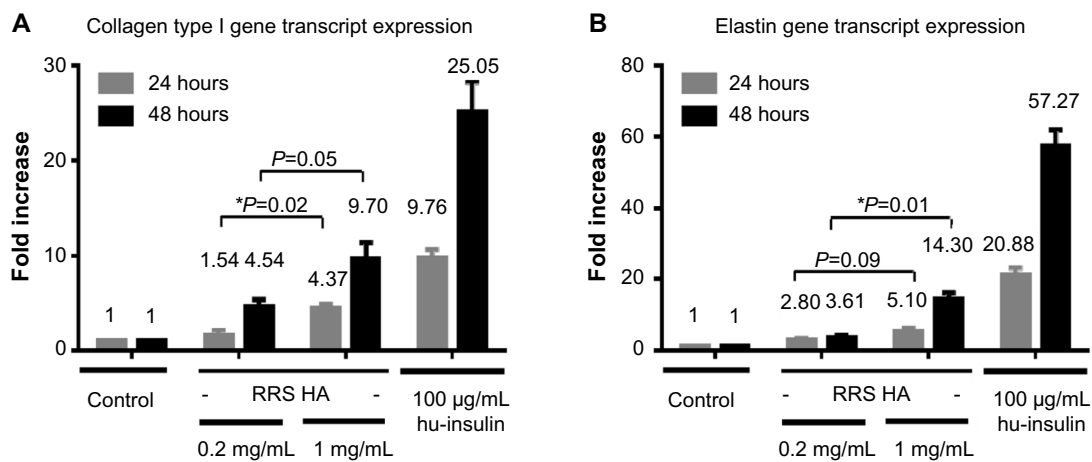 A Collagen type I gene transcript expression
30
20
10
0
Fold increase
24 hours
48 hours
1
1
1.54
4.54
4.37
9.70
9.76
25.05
*P=0.02
P=0.05
Control
- RRS HA -
0.2 mg/mL
1 mg/mL
100 µg/mL
hu-insulin
B Elastin gene transcript expression
80
60
40
20
0
Fold increase
24 hours
48 hours
1
1
2.80
3.61
5.10
14.30
20.88
57.27
P=0.09
*P=0.01
Control
- RRS HA -
0.2 mg/mL
1 mg/mL
100 µg/mL
hu-insulin